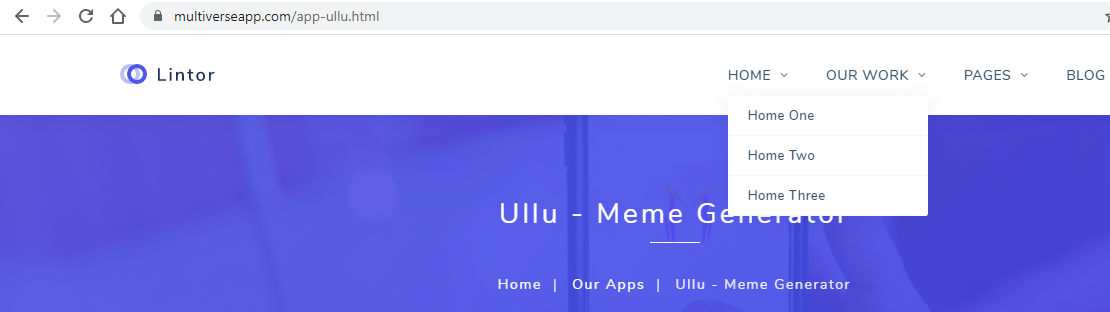 multiverseapp.com/app-ullu.html
Lintor
HOME OUR WORK PAGES BLOG
Home One
Home Two
Home Three
Ullu - Meme Generator
Home | Our Apps | Ullu - Meme Generator